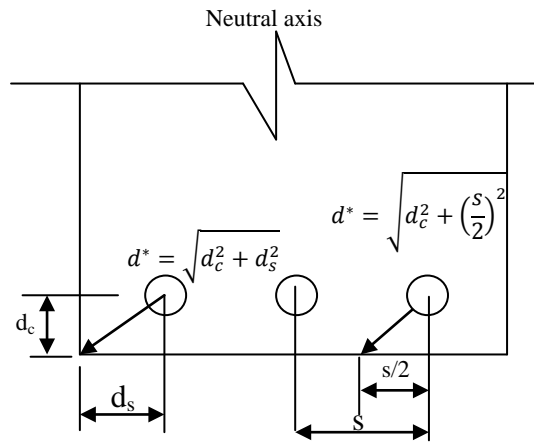 Neutral axis
d* = √(d_c² + (s/2)²)
d* = √(d_c² + d_s²)
d_c
s/2
d_s
s